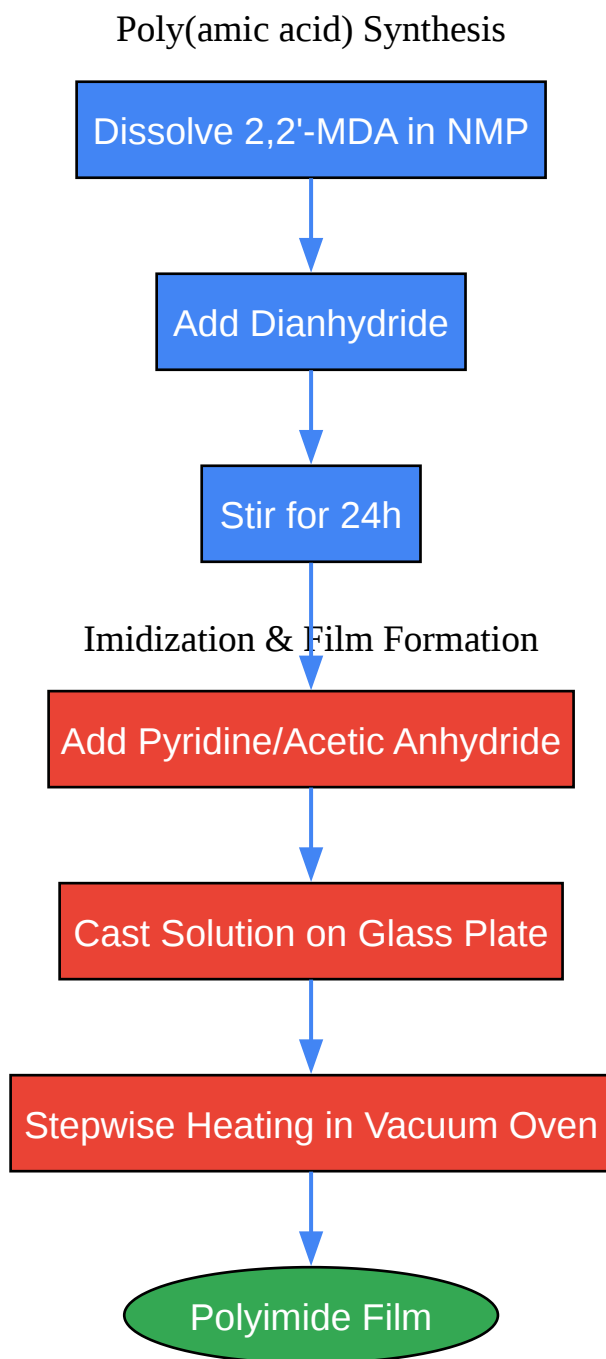 Poly(amic acid) Synthesis
Dissolve 2,2'-MDA in NMP
Add Dianhydride
Stir for 24h
Imidization & Film Formation
Add Pyridine/Acetic Anhydride
Cast Solution on Glass Plate
Stepwise Heating in Vacuum Oven
Polyimide Film